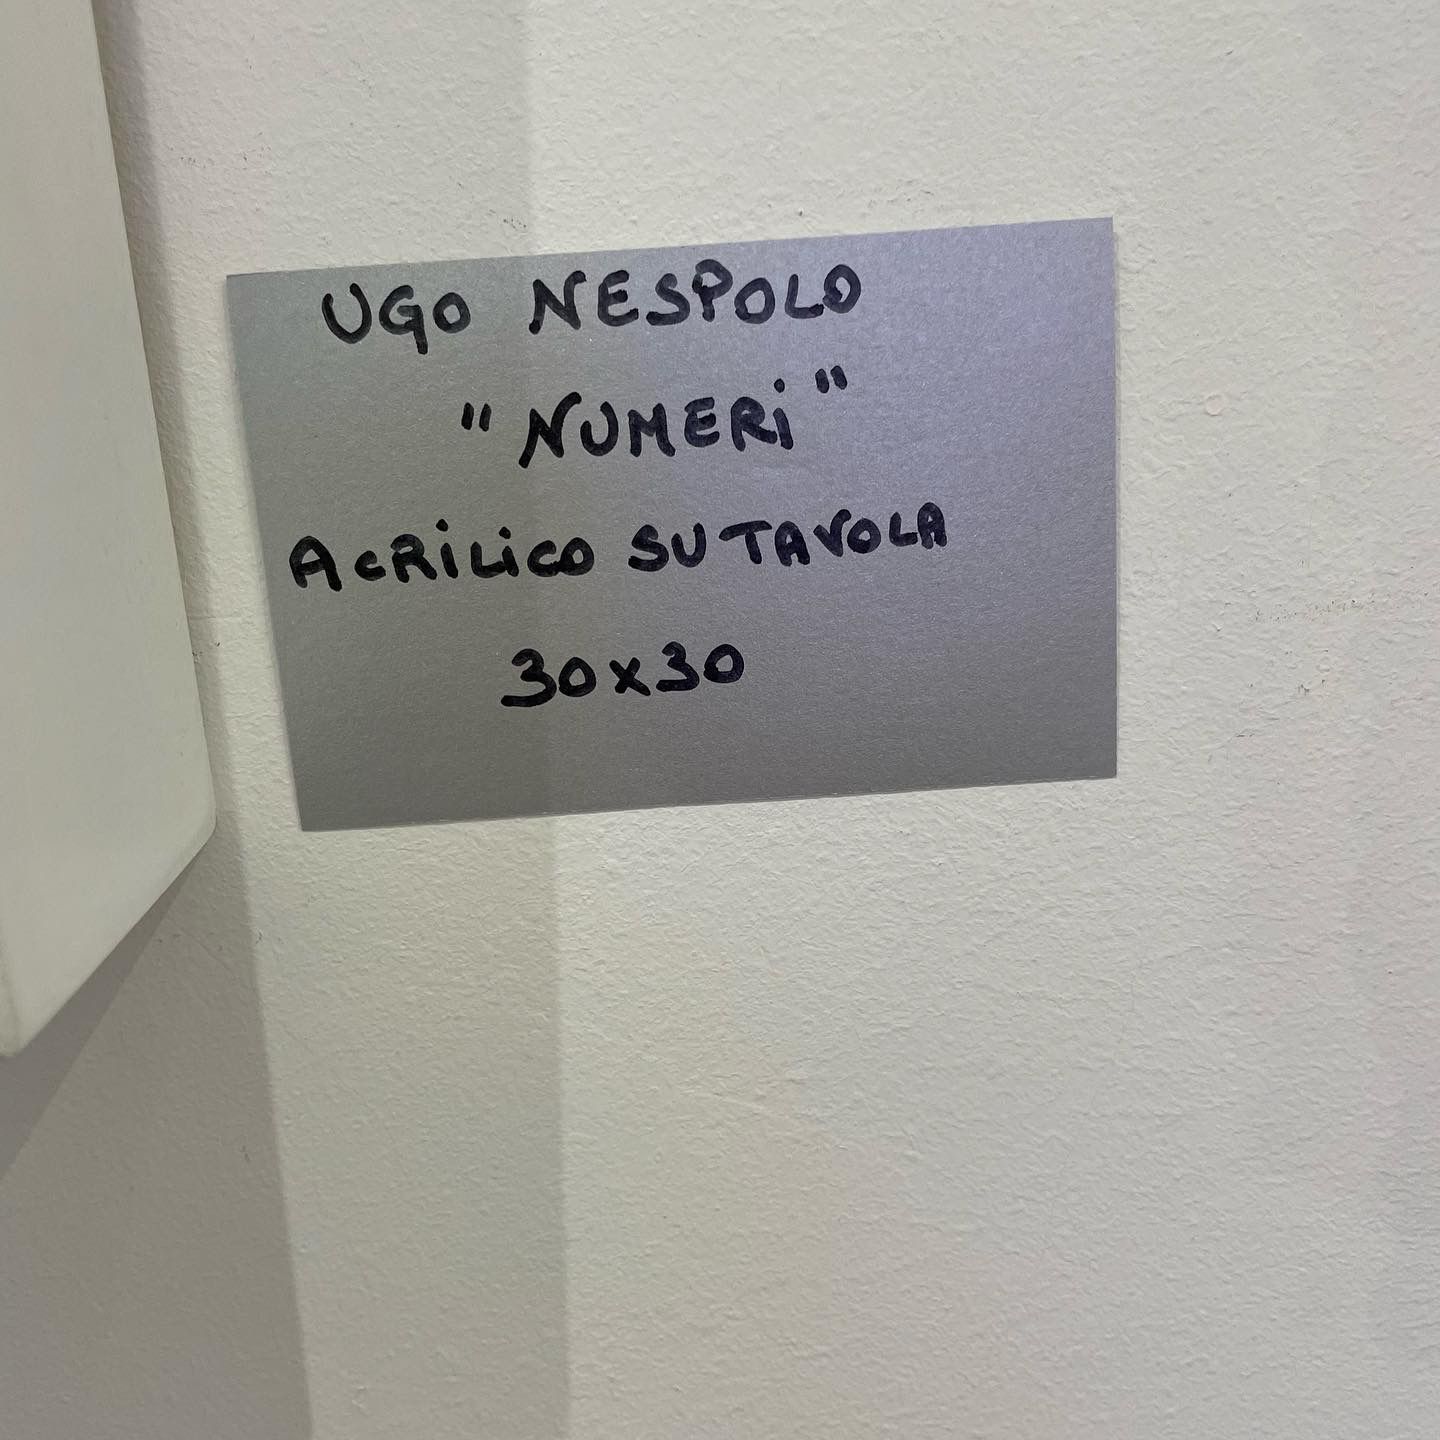 UGO NESPOLO
"NUMERi"
ACRiLiCO SU TAVOLA
30x30